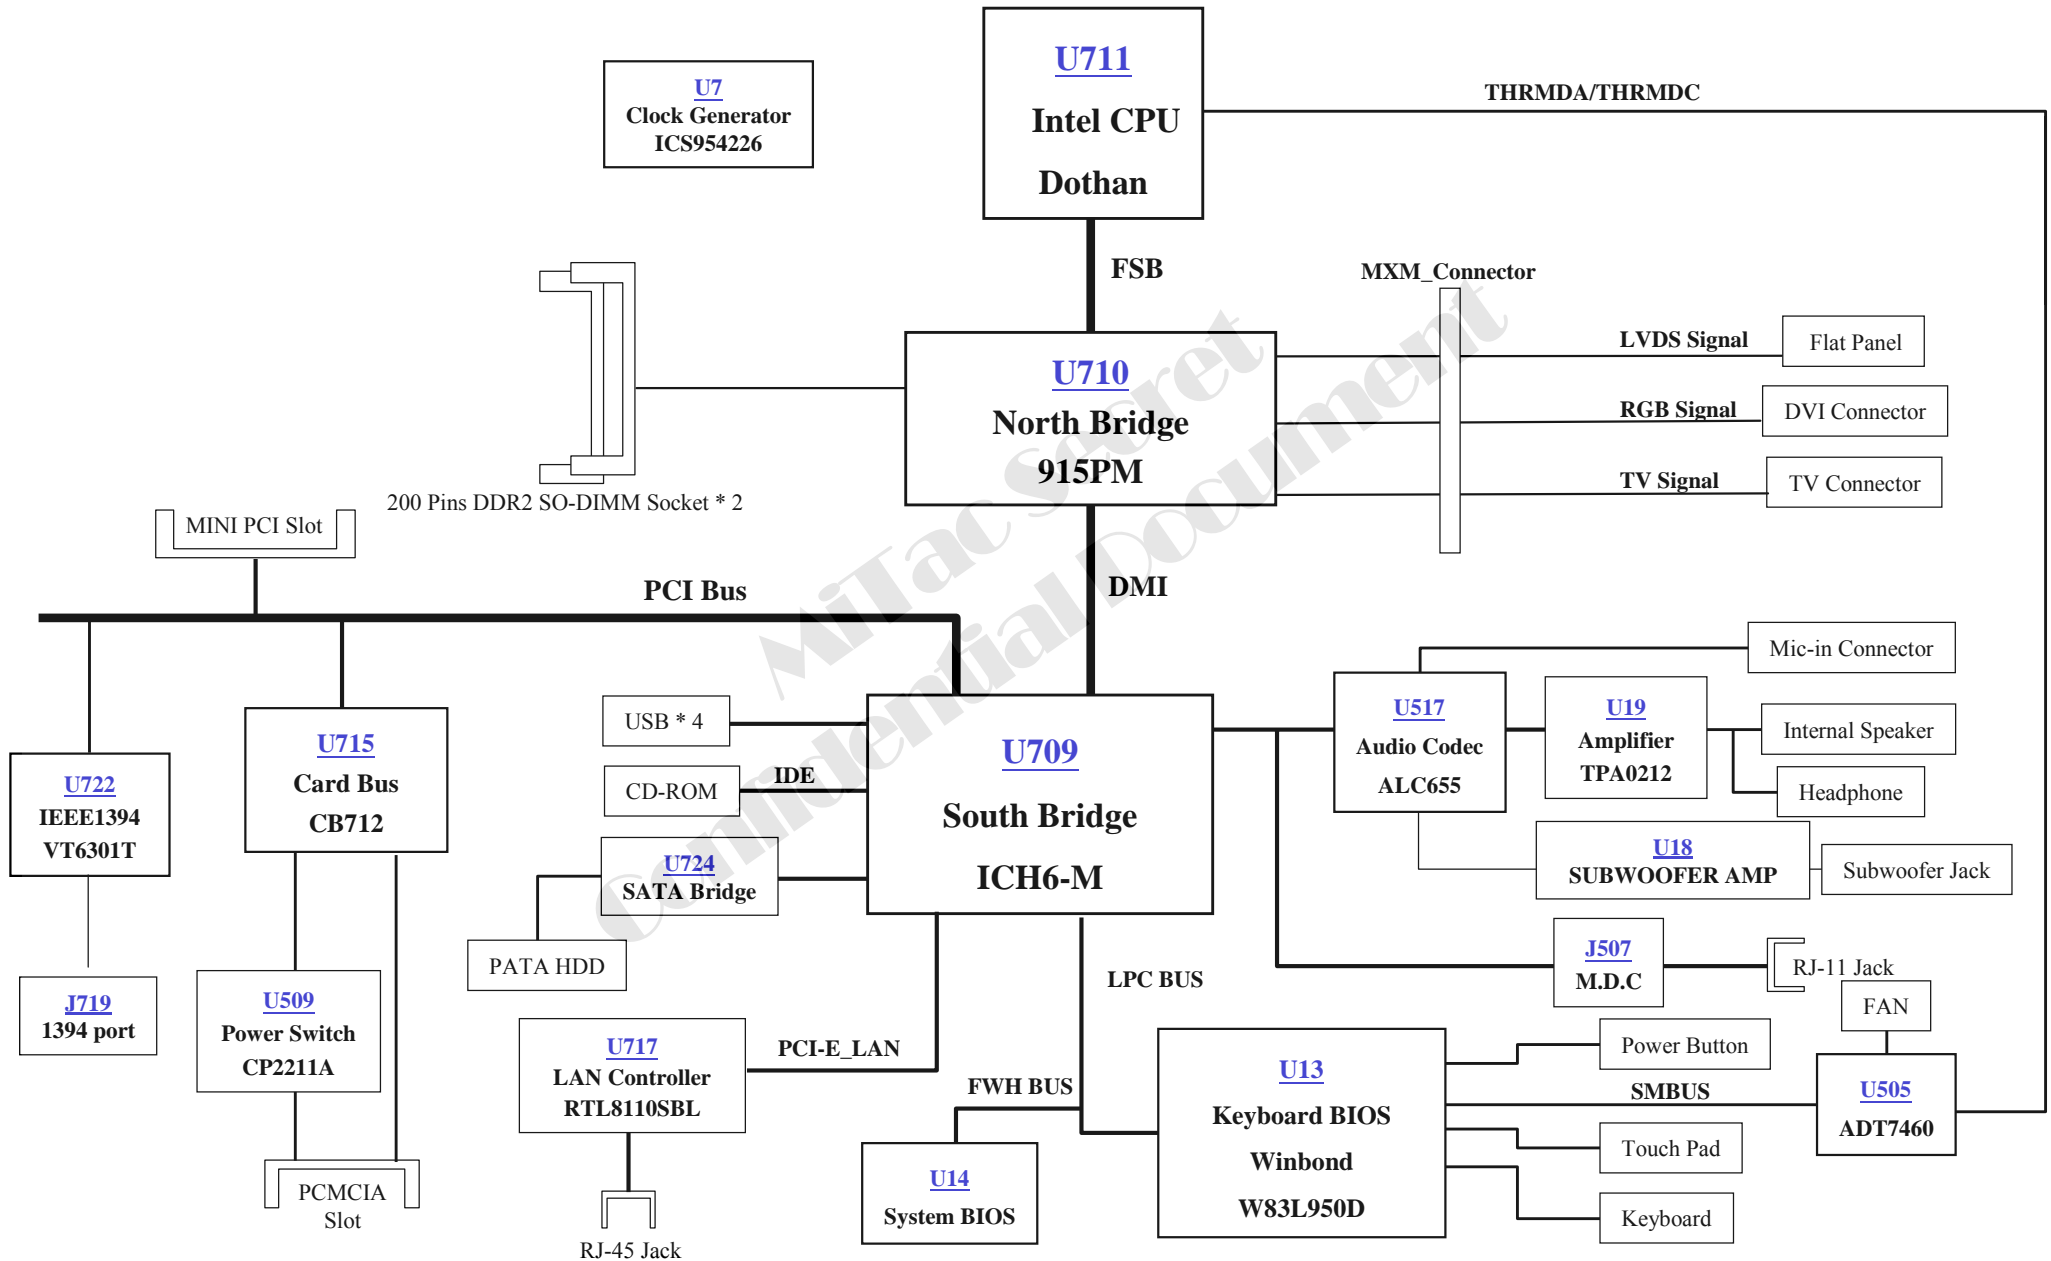 U711
Intel CPU
Dothan
U7
Clock Generator
ICS954226
THRMDA/THRMDC
FSB
MXM_Connector
U710
North Bridge
915PM
LVDS Signal
Flat Panel
RGB Signal
DVI Connector
TV Signal
TV Connector
200 Pins DDR2 SO-DIMM Socket * 2
MINI PCI Slot
PCI Bus
DMI
MiTac Secret
Confidential Document
U722
IEEE1394
VT6301T
J719
1394 port
U715
Card Bus
CB712
U509
Power Switch
CP2211A
PCMCIA
Slot
USB * 4
CD-ROM
IDE
U724
SATA Bridge
PATA HDD
U709
South Bridge
ICH6-M
U717
LAN Controller
RTL8110SBL
PCI-E_LAN
RJ-45 Jack
U517
Audio Codec
ALC655
Mic-in Connector
U19
Amplifier
TPA0212
Internal Speaker
Headphone
U18
SUBWOOFER AMP
Subwoofer Jack
J507
M.D.C
RJ-11 Jack
LPC BUS
FWH BUS
U14
System BIOS
U13
Keyboard BIOS
Winbond
W83L950D
Power Button
SMBUS
Touch Pad
Keyboard
FAN
U505
ADT7460